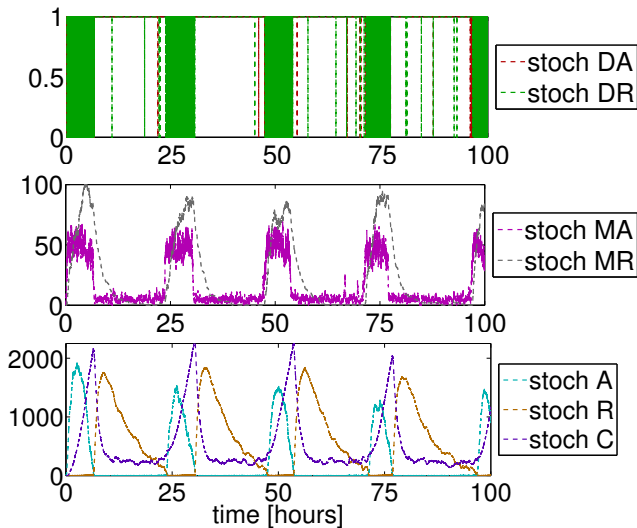 1
0.5
0
0 25 50 75 100
stoch DA
stoch DR
100
50
0
0 25 50 75 100
stoch MA
stoch MR
2000
1000
0
0 25 50 75 100
time [hours]
stoch A
stoch R
stoch C